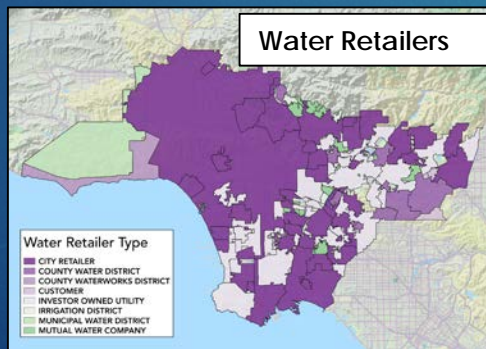 Water Retailers
Water Retailer Type
CITY RETAILER
COUNTY WATER DISTRICT
COUNTY WATERWORKS DISTRICT
CUSTOMER
INVESTOR OWNED UTILITY
IRRIGATION DISTRICT
MUNICIPAL WATER DISTRICT
MUTUAL WATER COMPANY